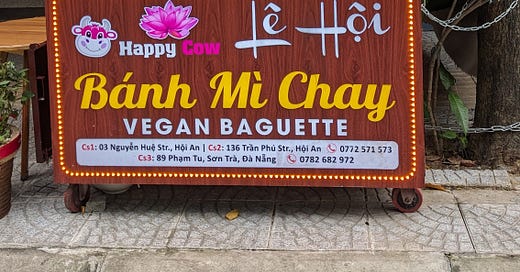 Happy Cow Lê Hội
Bánh Mì Chay
VEGAN BAGUETTE
Cs1: 03 Nguyễn Huệ Str., Hội An | Cs2: 136 Trần Phú Str., Hội An 0772 571 573
Cs3: 89 Phạm Tu, Sơn Trà, Đà Nẵng 0782 682 972